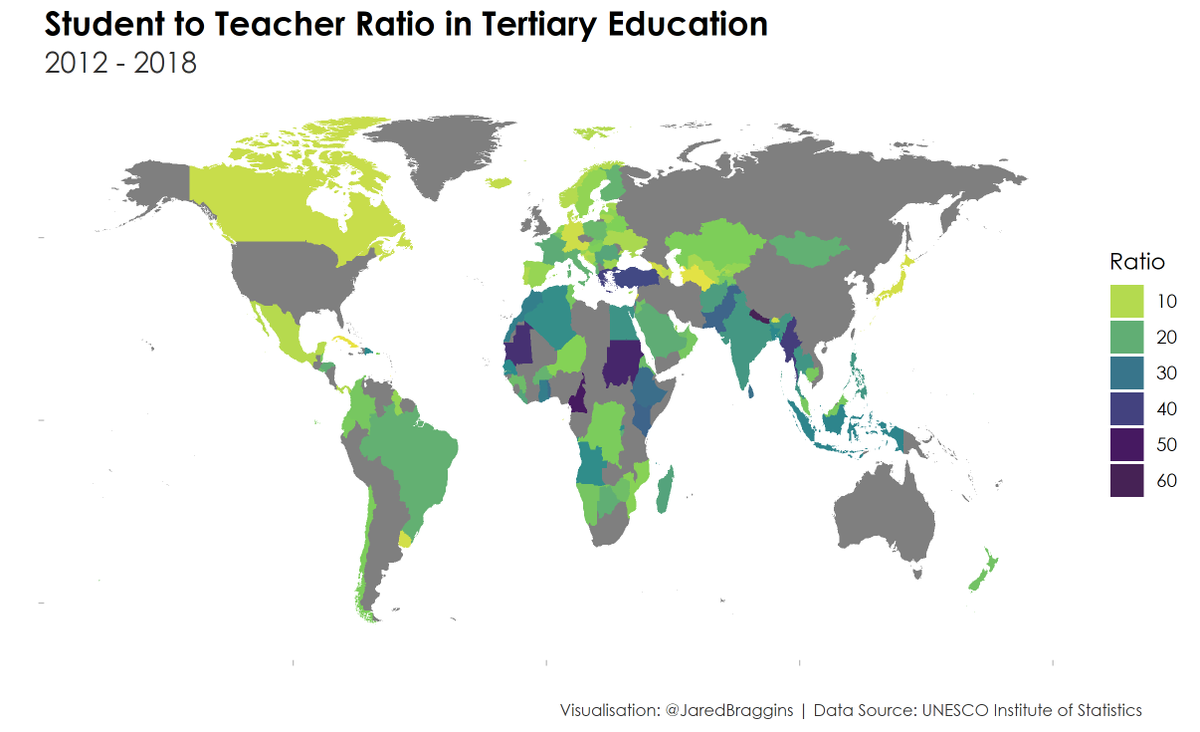 Student to Teacher Ratio in Tertiary Education
2012 - 2018
Ratio
10
20
30
40
50
60
Visualisation: @JaredBraggins | Data Source: UNESCO Institute of Statistics